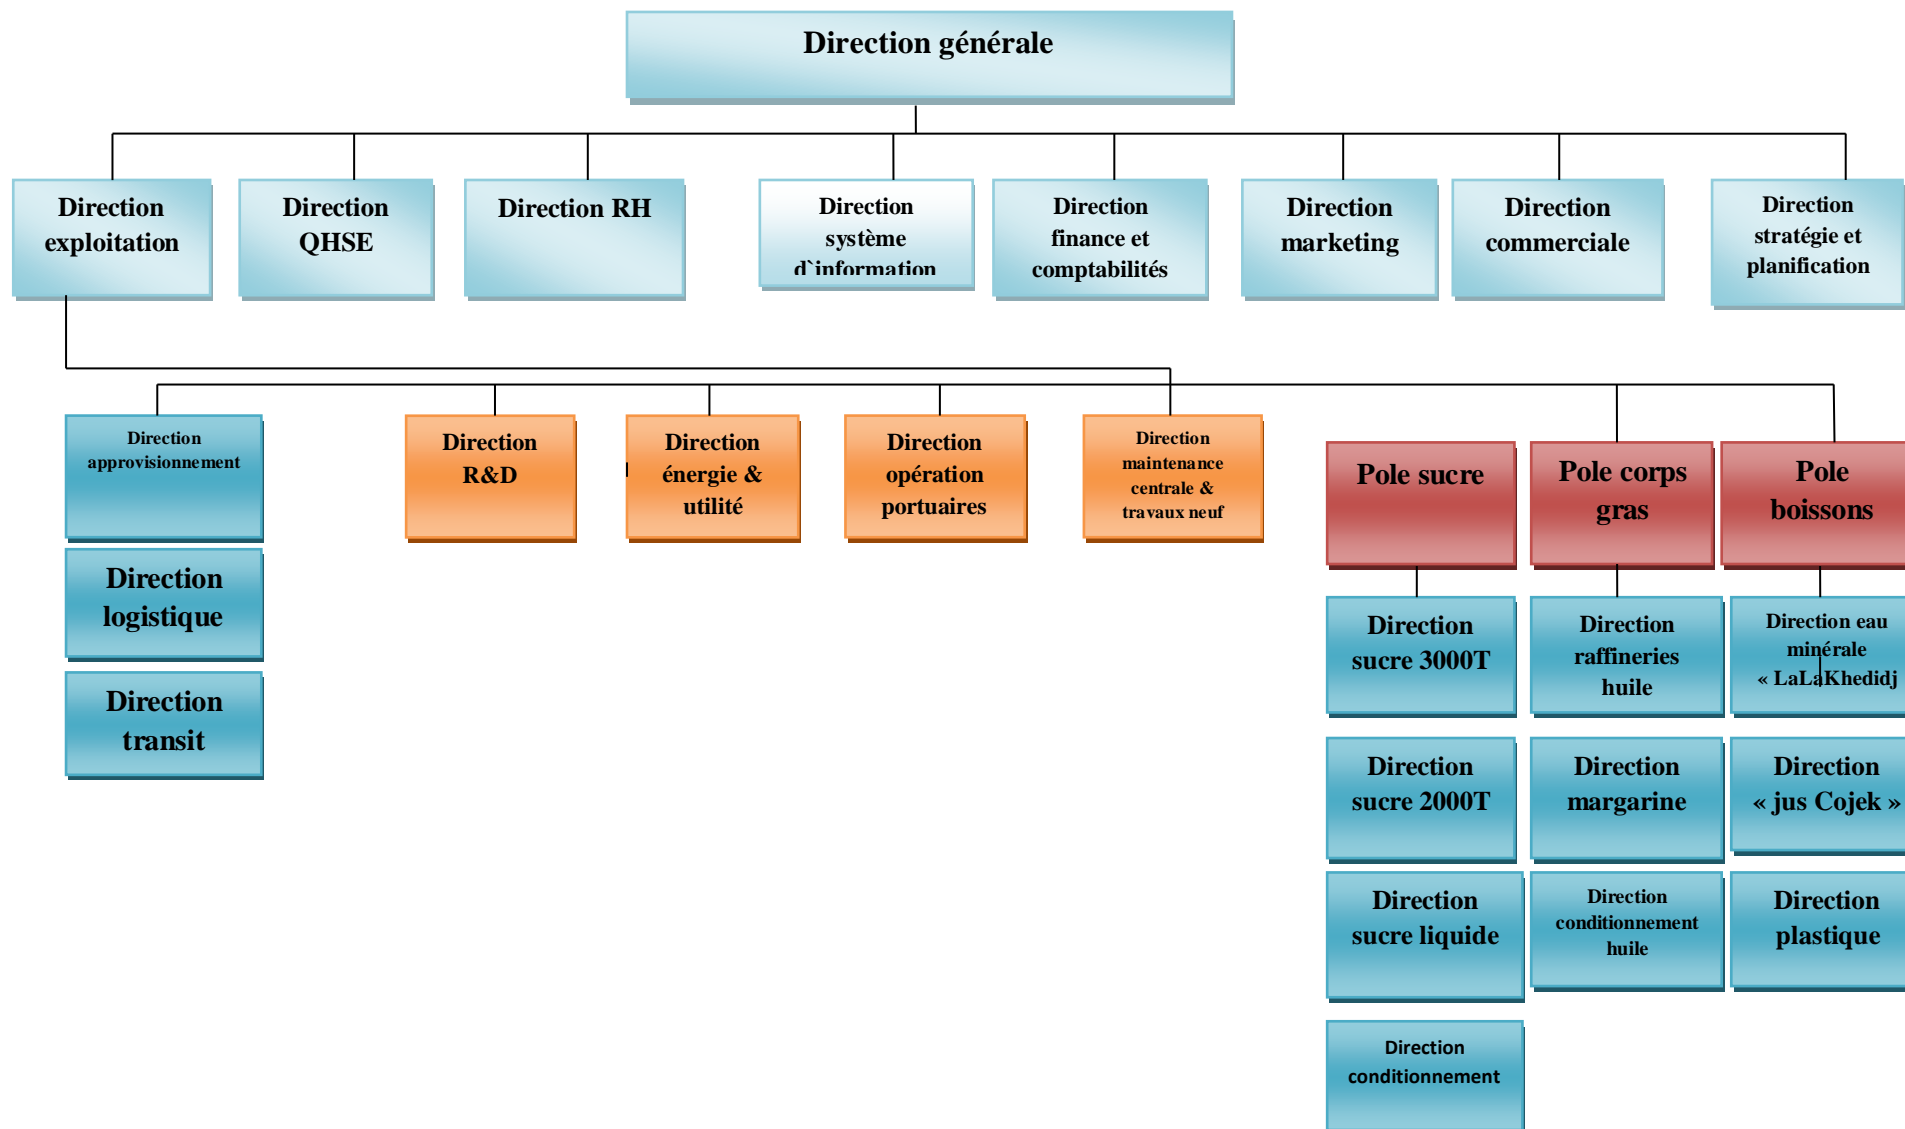 Direction générale
Direction
exploitation
Direction
QHSE
Direction RH
Direction
système
d`information
Direction
finance et
comptabilités
Direction
marketing
Direction
commerciale
Direction
stratégie et
planification
Direction
approvisionnement
Direction
logistique
Direction
transit
Direction
R&D
Direction
énergie &
utilité
Direction
opération
portuaires
Direction
maintenance
centrale &
travaux neuf
Pole sucre
Pole corps
gras
Pole
boissons
Direction
sucre 3000T
Direction
raffineries
huile
Direction eau
minérale
« LaLaKhedidj
Direction
sucre 2000T
Direction
margarine
Direction
« jus Cojek »
Direction
sucre liquide
Direction
conditionnement
huile
Direction
plastique
Direction
conditionnement